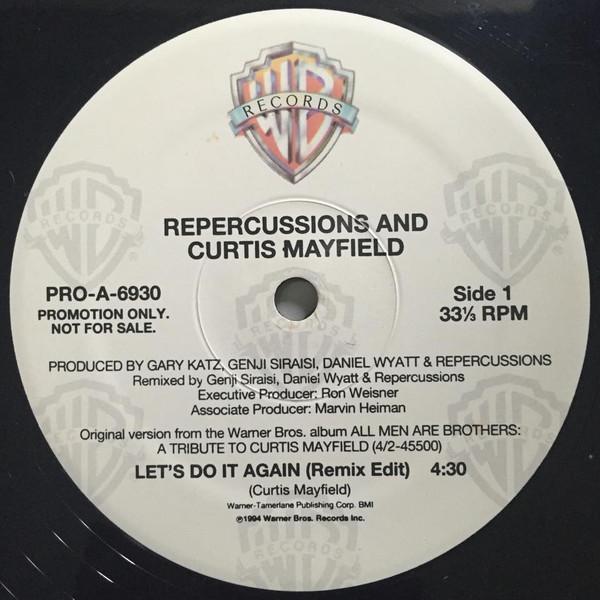 WB
RECORDS
REPERCUSSIONS AND
CURTIS MAYFIELD
PRO-A-6930
PROMOTION ONLY.
NOT FOR SALE.
Side 1
33⅓ RPM
PRODUCED BY GARY KATZ, GENJI SIRAISI, DANIEL WYATT & REPERCUSSIONS
Remixed by Genji Siraisi, Daniel Wyatt & Repercussions
Executive Producer: Ron Weisner
Associate Producer: Marvin Heiman
Original version from the Warner Bros. album ALL MEN ARE BROTHERS:
A TRIBUTE TO CURTIS MAYFIELD (4/2-45500)
LET'S DO IT AGAIN (Remix Edit) 4:30
(Curtis Mayfield)
Warner-Tamerlane Publishing Corp. BMI
℗1994 Warner Bros. Records Inc.